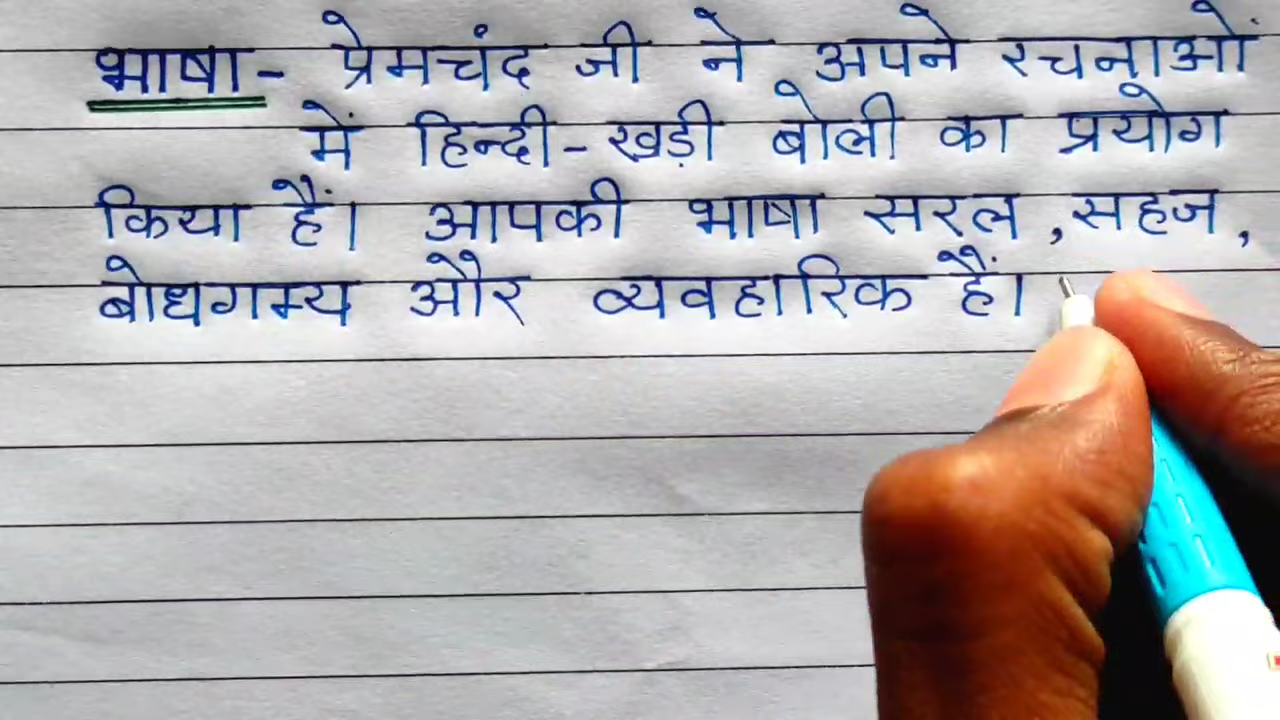 भाषा- प्रेमचंद जी ने अपने रचनाओं
में हिन्दी-खड़ी बोली का प्रयोग
किया हैं। आपकी भाषा सरल, सहज,
बोधगम्य और व्यवहारिक हैं।